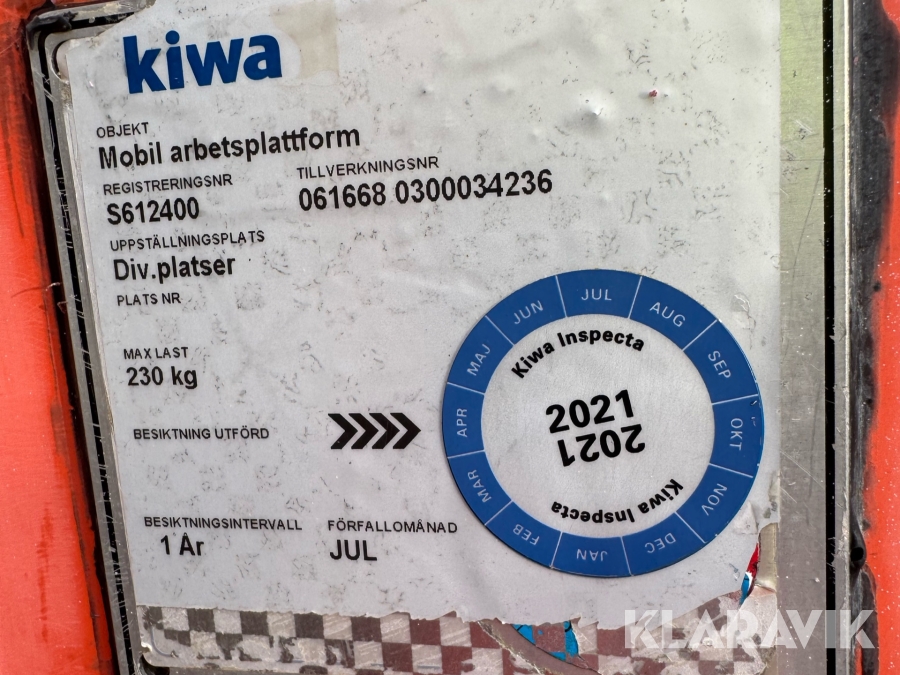 kiwa
OBJEKT
Mobil arbetsplattform
REGISTRERINGSNR
S612400
TILLVERKNINGSNR
061668 0300034236
UPPSTÄLLNINGSPLATS
Div.platser
PLATS NR
MAX LAST
230 kg
BESIKTNING UTFÖRD
BESIKTNINGSINTERVALL
1 År
FÖRFALLOMÅNAD
JUL
JAN
FEB
MAR
APR
MAJ
JUN
JUL
AUG
SEP
OKT
NOV
DEC
Kiwa Inspecta
2021
2021
Kiwa Inspecta
KLARAVIK